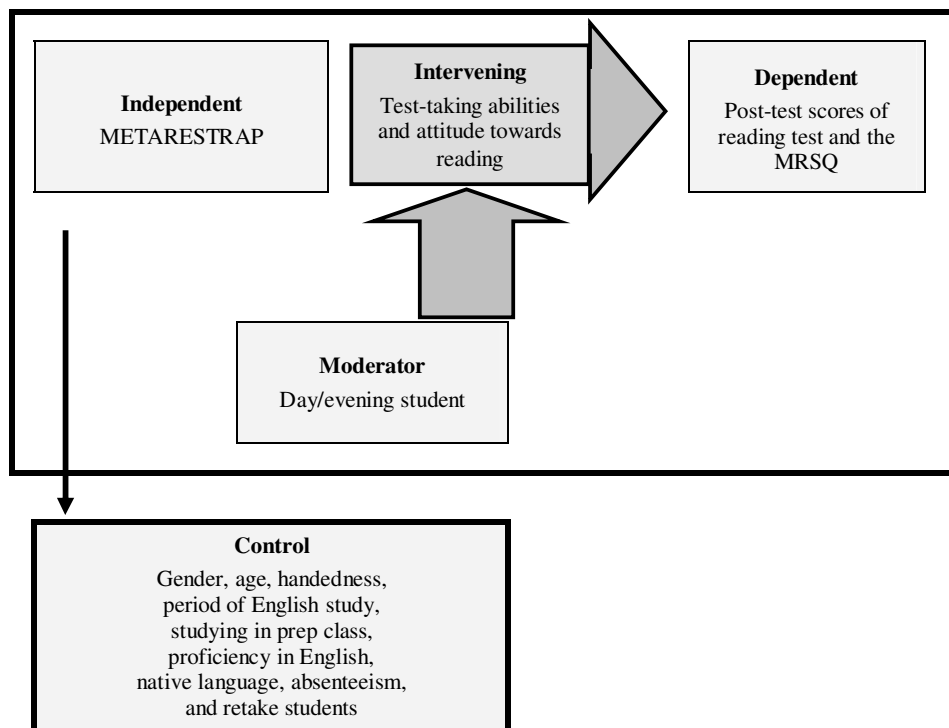 Independent
METARESTRAP
Intervening
Test-taking abilities
and attitude towards
reading
Dependent
Post-test scores of
reading test and the
MRSQ
Moderator
Day/evening student
Control
Gender, age, handedness,
period of English study,
studying in prep class,
proficiency in English,
native language, absenteeism,
and retake students